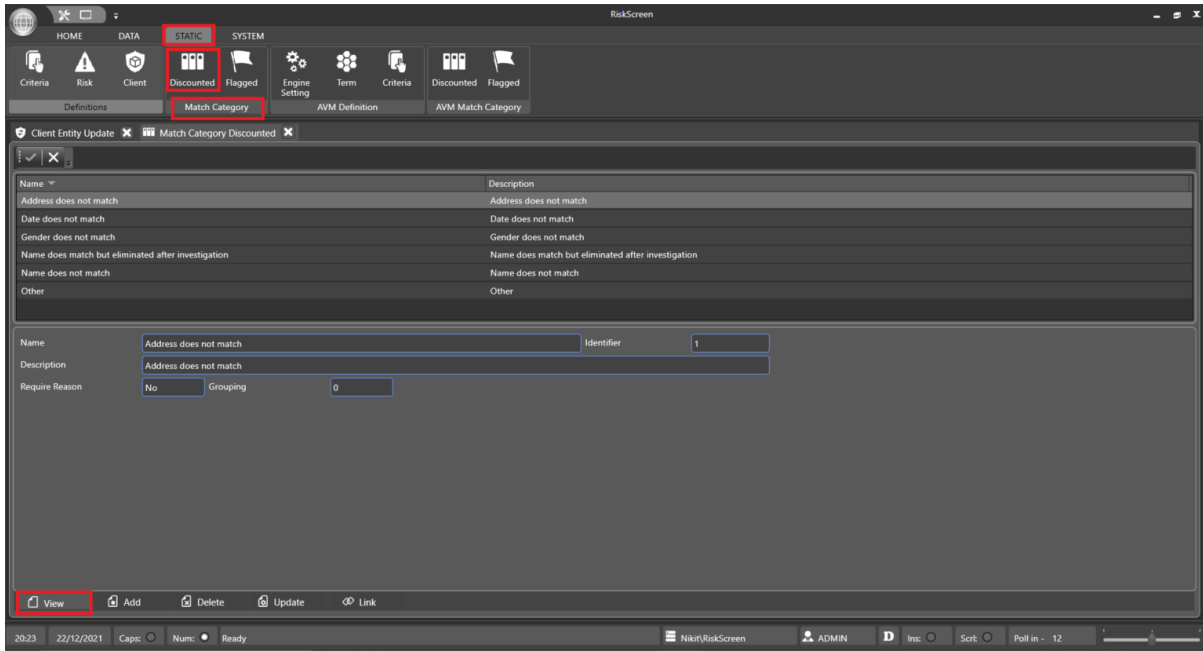 RiskScreen
HOME DATA STATIC SYSTEM
Criteria Risk Client Discounted Flagged Engine Setting Term Criteria Discounted Flagged
Definitions Match Category AVM Definition AVM Match Category
Client Entity Update Match Category Discounted
Name Description
Address does not match Address does not match
Date does not match Date does not match
Gender does not match Gender does not match
Name does match but eliminated after investigation Name does match but eliminated after investigation
Name does not match Name does not match
Other Other
Name Address does not match Identifier 1
Description Address does not match
Require Reason No Grouping 0
View Add Delete Update Link
20:23 22/12/2021 Caps: Num: Ready Nikit\RiskScreen ADMIN D Ins: Scrl: Poll in - 12